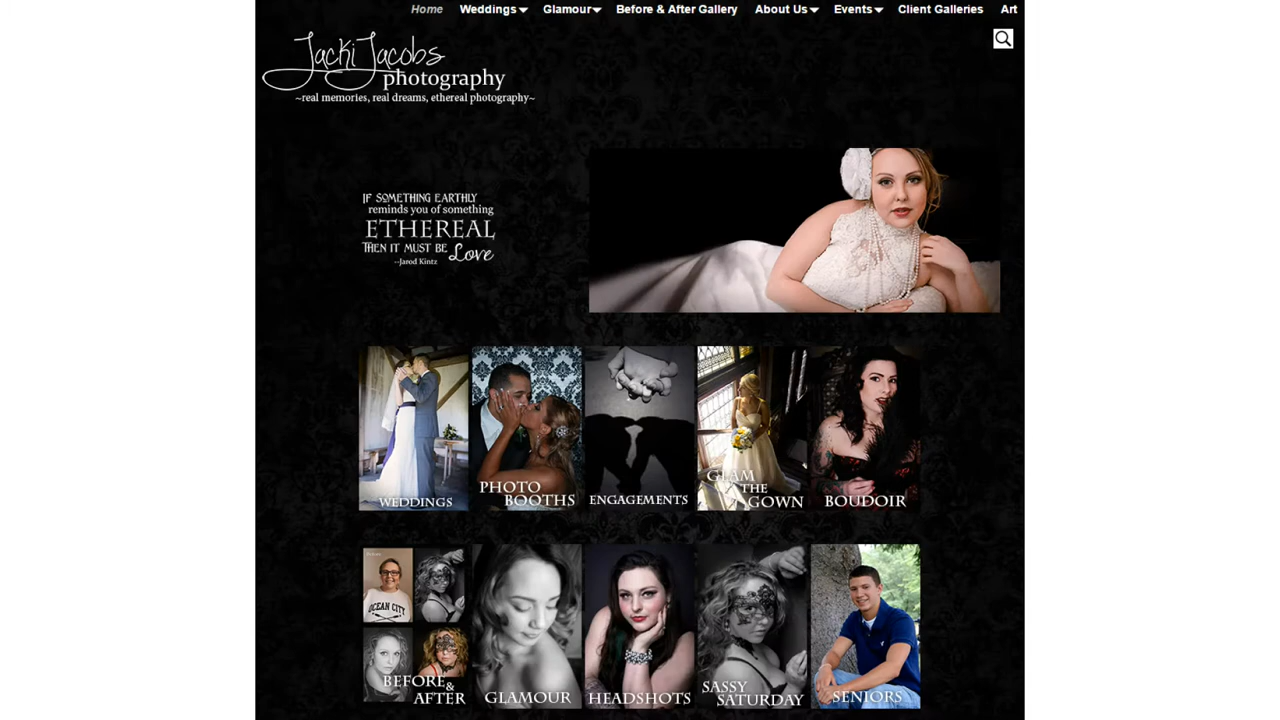 Home Weddings Glamour Before & After Gallery About Us Events Client Galleries Art
Jacki Jacobs
photography
~real memories, real dreams, ethereal photography~
IF SOMETHING EARTHLY
reminds you of something
ETHEREAL
THEN IT MUST BE Love
--Jarod Kintz
WEDDINGS
PHOTO
BOOTHS
ENGAGEMENTS
GLAM
THE
GOWN
BOUDOIR
Before
OCEAN CITY
BEFORE
&
AFTER
GLAMOUR
HEADSHOTS
SASSY
SATURDAY
SENIORS